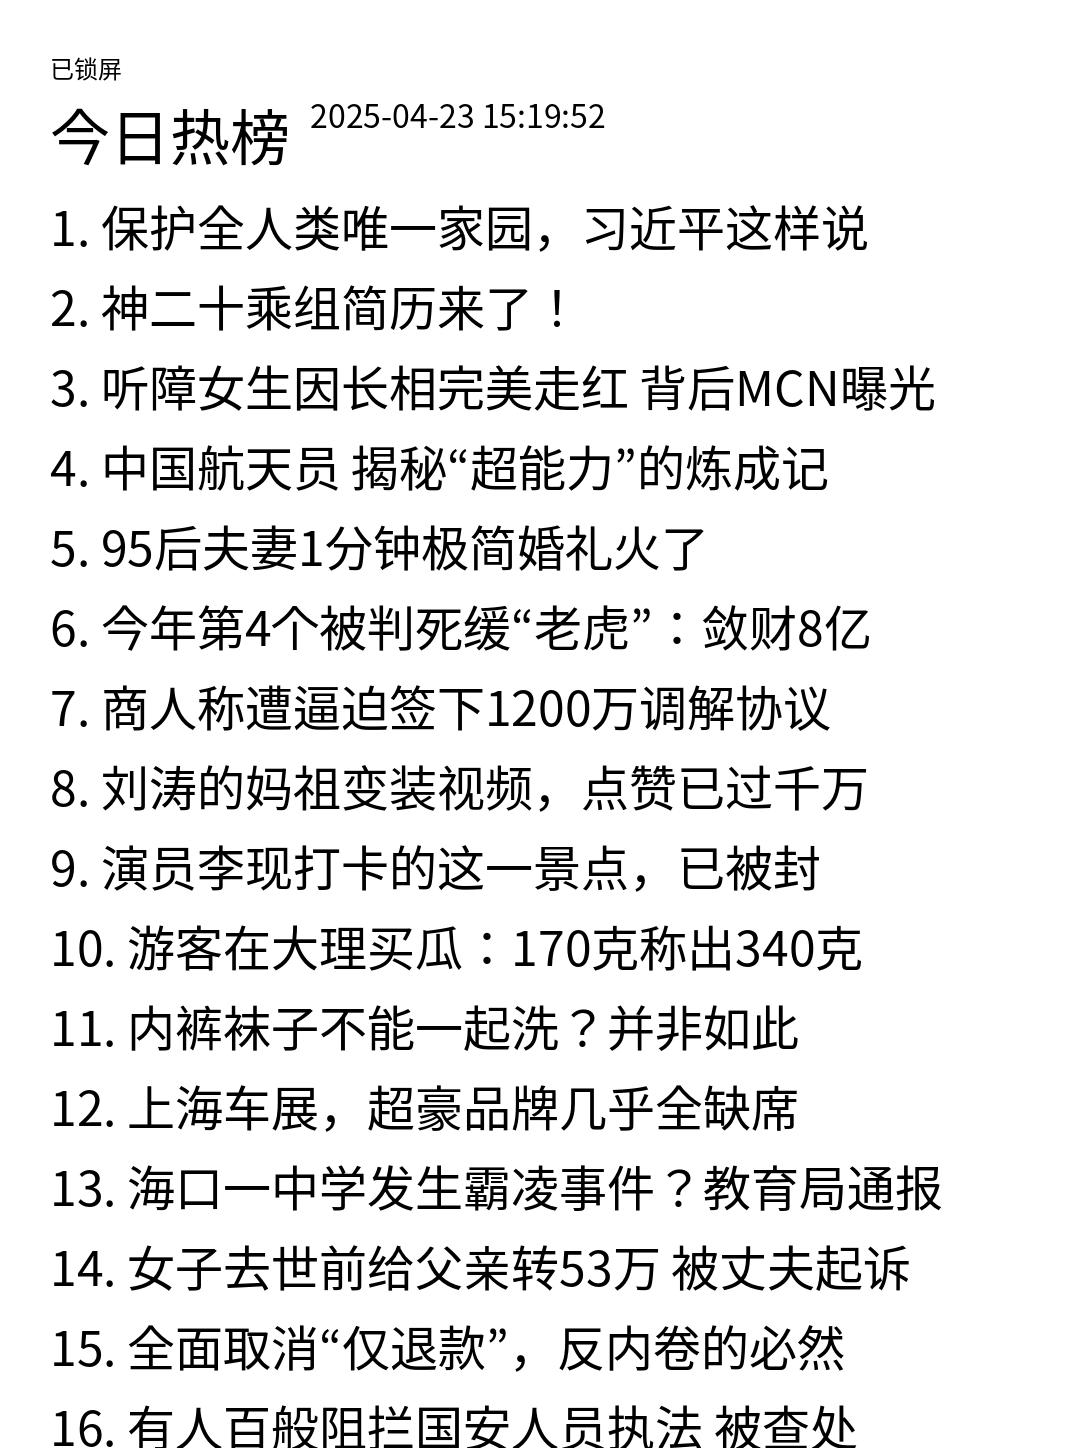 已锁屏
今日热榜 2025-04-23 15:19:52
1. 保护全人类唯一家园，习近平这样说
2. 神二十乘组简历来了！
3. 听障女生因长相完美走红 背后MCN曝光
4. 中国航天员 揭秘“超能力”的炼成记
5. 95后夫妻1分钟极简婚礼火了
6. 今年第4个被判死缓“老虎”：敛财8亿
7. 商人称遭逼迫签下1200万调解协议
8. 刘涛的妈祖变装视频，点赞已过千万
9. 演员李现打卡的这一景点，已被封
10. 游客在大理买瓜：170克称出340克
11. 内裤袜子不能一起洗？并非如此
12. 上海车展，超豪品牌几乎全缺席
13. 海口一中学发生霸凌事件？教育局通报
14. 女子去世前给父亲转53万 被丈夫起诉
15. 全面取消“仅退款”，反内卷的必然
16. 有人百般阻拦国安人员执法 被查处